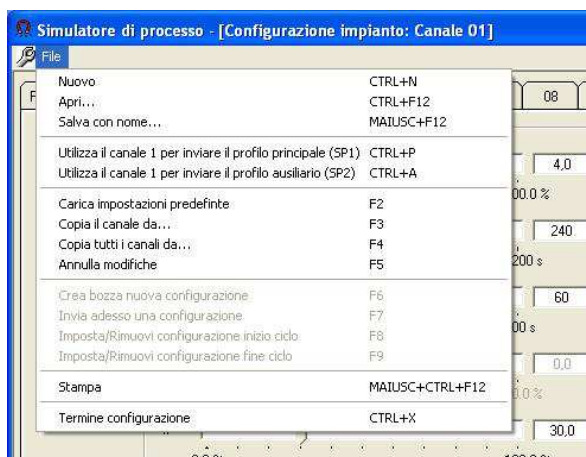 Simulatore di processo - [Configurazione impianto: Canale 01]
File
Nuovo CTRL+N
Apri... CTRL+F12
Salva con nome... MAIUSC+F12
Utilizza il canale 1 per inviare il profilo principale (SP1) CTRL+P
Utilizza il canale 1 per inviare il profilo ausiliario (SP2) CTRL+A
Carica impostazioni predefinte F2
Copia il canale da... F3
Copia tutti i canali da... F4
Annulla modifiche F5
Crea bozza nuova configurazione F6
Invia adesso una configurazione F7
Imposta/Rimuovi configurazione inizio ciclo F8
Imposta/Rimuovi configurazione fine ciclo F9
Stampa MAIUSC+CTRL+F12
Termine configurazione CTRL+X
08
4,0
00.0 %
240
200 s
60
00 s
0,0
0.0 %
30,0